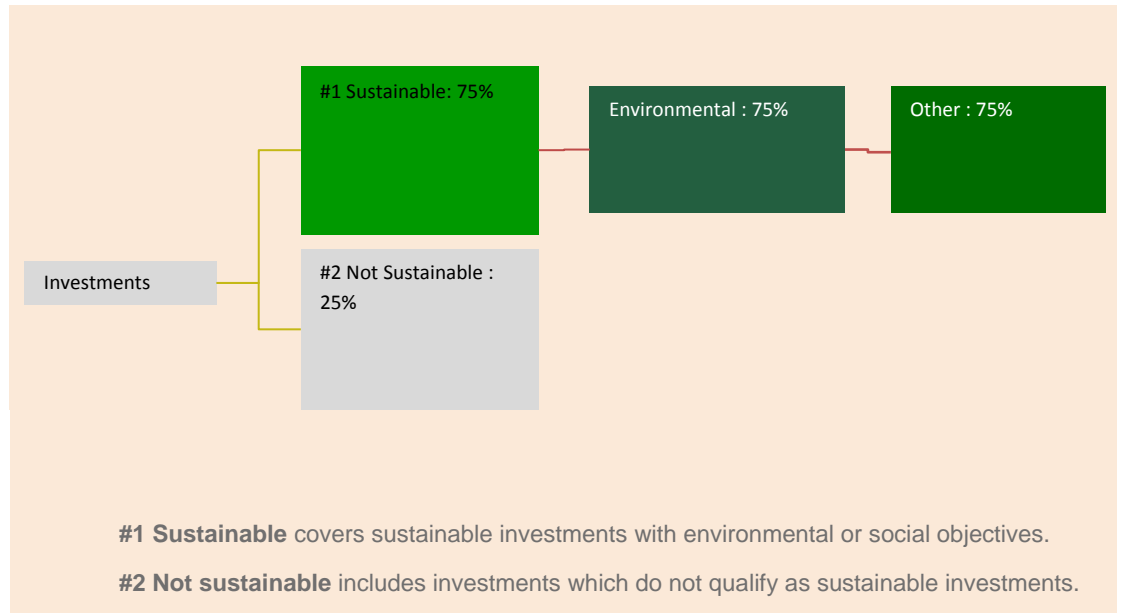 #1 Sustainable: 75%
Environmental : 75%
Other : 75%
Investments
#2 Not Sustainable :
25%
#1 Sustainable covers sustainable investments with environmental or social objectives.
#2 Not sustainable includes investments which do not qualify as sustainable investments.